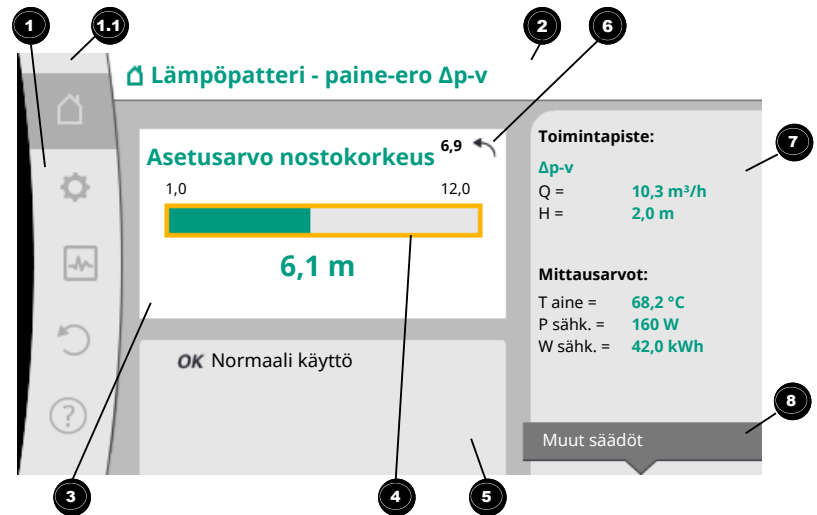 1
1.1
2
6
Lämpöpatteri - paine-ero Δp-v
Asetusarvo nostokorkeus 6,9
1,0 12,0
6,1 m
OK Normaali käyttö
Toimintapiste:
Δp-v
Q = 10,3 m³/h
H = 2,0 m
7
Mittausarvot:
T aine = 68,2 °C
P sähk. = 160 W
W sähk. = 42,0 kWh
8
Muut säädöt
?
3
4
5